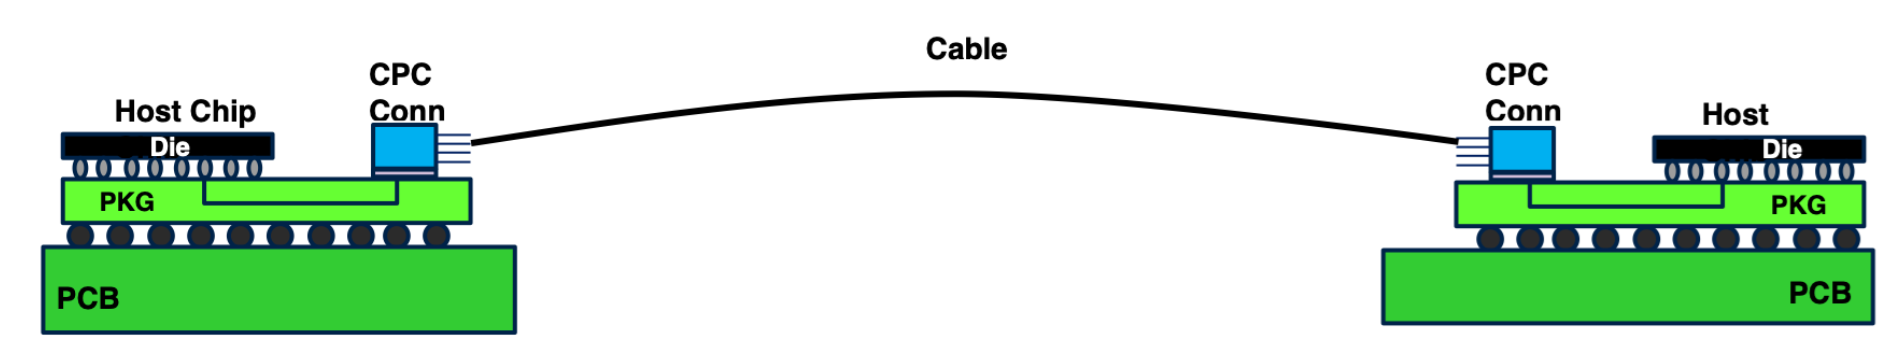 Cable
CPC
Conn
Host Chip
Die
PKG
PCB
CPC
Conn
Host
Die
PKG
PCB